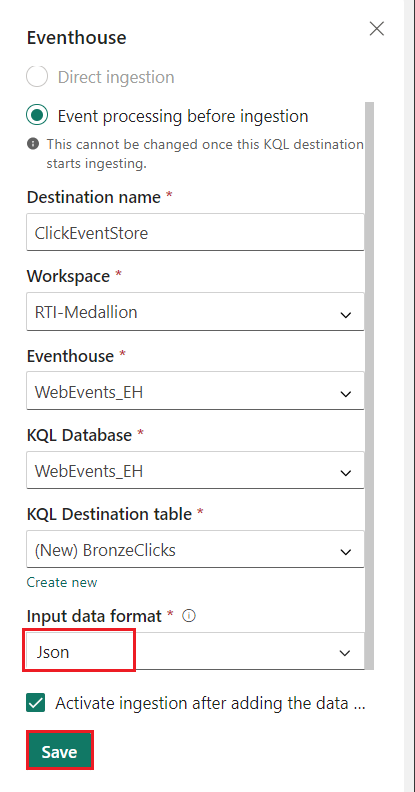 Eventhouse
Direct ingestion
Event processing before ingestion
This cannot be changed once this KQL destination
starts ingesting.
Destination name *
ClickEventStore
Workspace *
RTI-Medallion
Eventhouse *
WebEvents_EH
KQL Database *
WebEvents_EH
KQL Destination table *
(New) BronzeClicks
Create new
Input data format *
Json
Activate ingestion after adding the data ...
Save